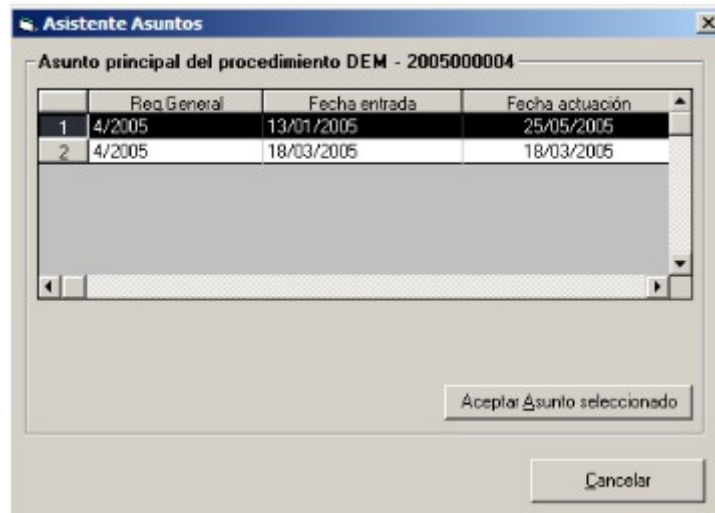 Asistente Asuntos
Asunto principal del procedimiento DEM - 2005000004
Reg.General Fecha entrada Fecha actuación
1 4/2005 13/01/2005 25/05/2005
2 4/2005 18/03/2005 18/03/2005
Aceptar Asunto seleccionado
Cancelar